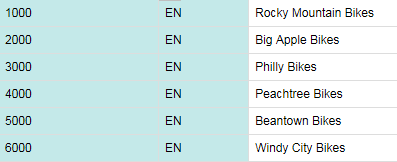 1000 EN Rocky Mountain Bikes
2000 EN Big Apple Bikes
3000 EN Philly Bikes
4000 EN Peachtree Bikes
5000 EN Beantown Bikes
6000 EN Windy City Bikes